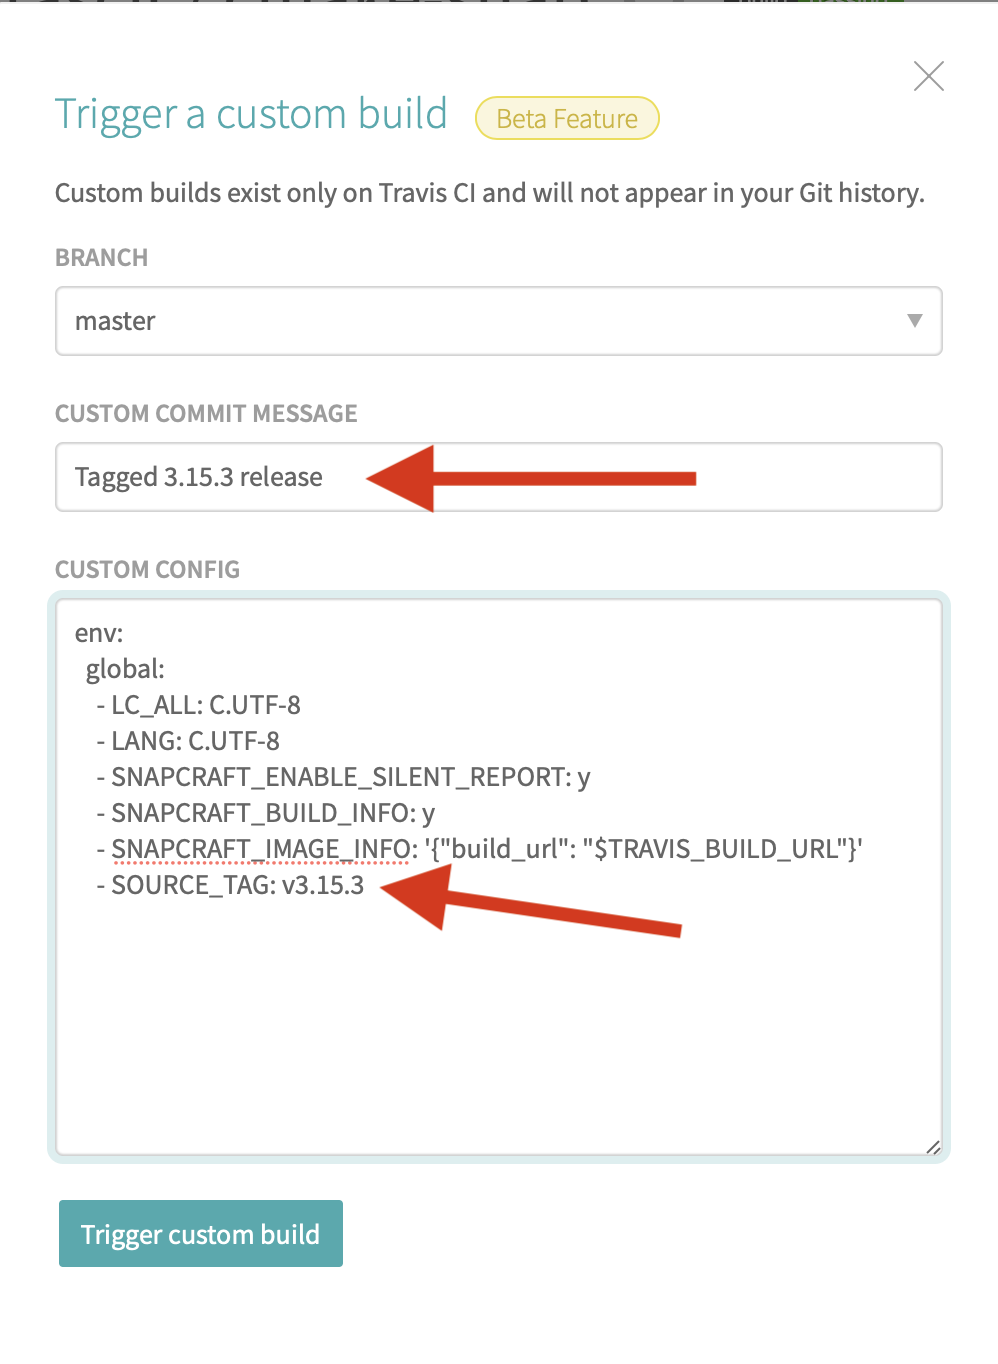 Trigger a custom build
Beta Feature
Custom builds exist only on Travis CI and will not appear in your Git history.
BRANCH
master
CUSTOM COMMIT MESSAGE
Tagged 3.15.3 release
CUSTOM CONFIG
env:
  global:
    - LC_ALL: C.UTF-8
    - LANG: C.UTF-8
    - SNAPCRAFT_ENABLE_SILENT_REPORT: y
    - SNAPCRAFT_BUILD_INFO: y
    - SNAPCRAFT_IMAGE_INFO: '{"build_url": "$TRAVIS_BUILD_URL"}'
    - SOURCE_TAG: v3.15.3
Trigger custom build